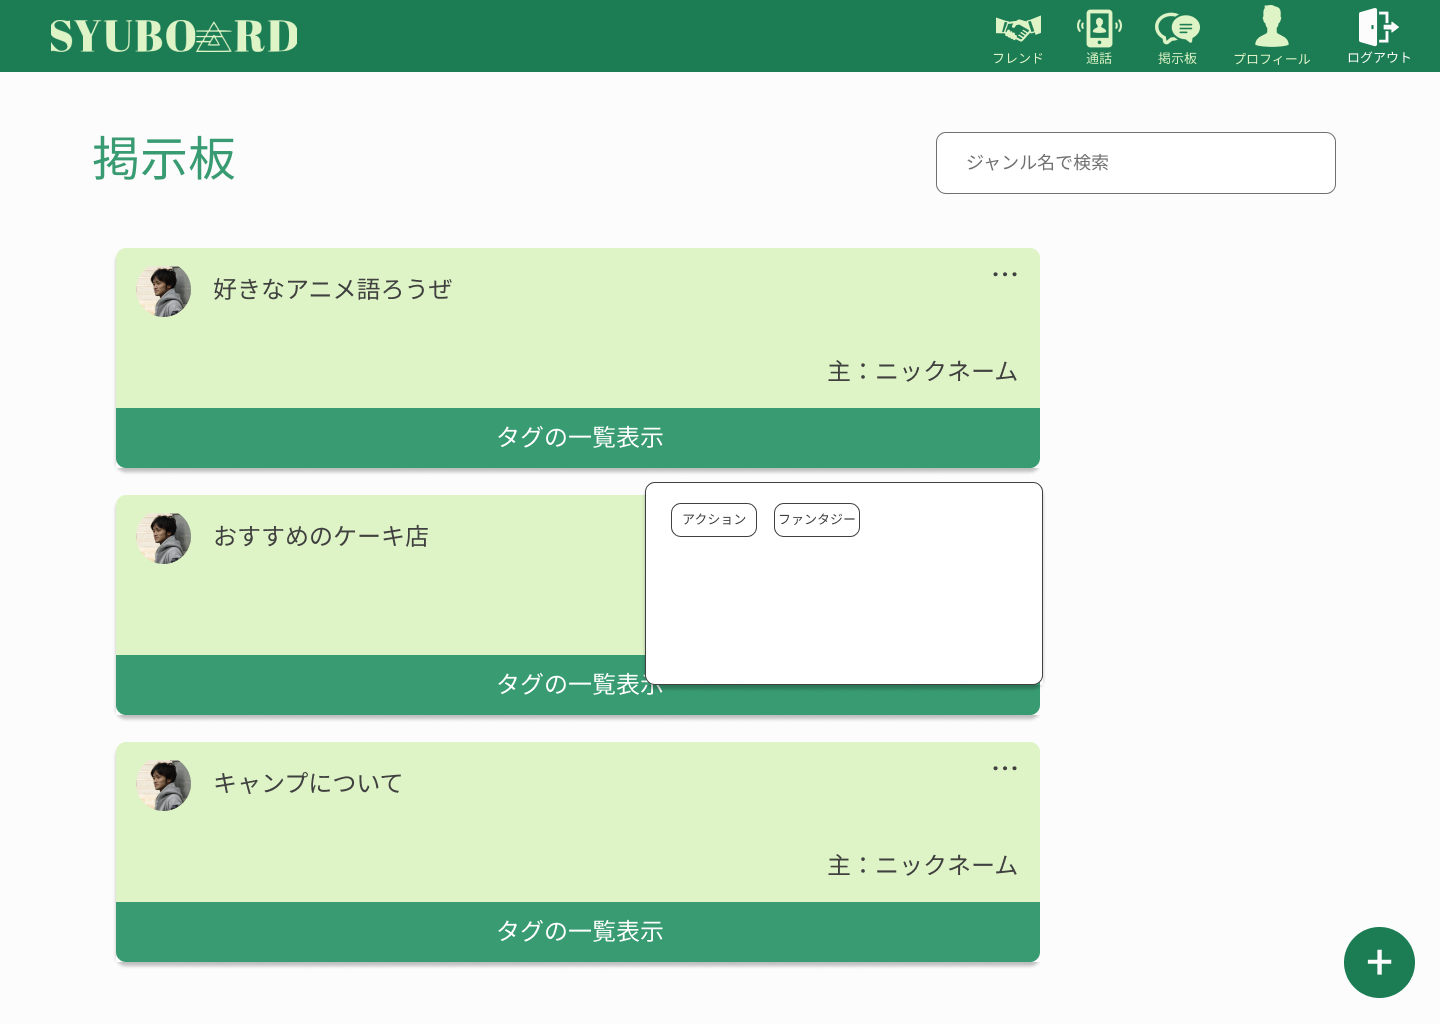 SYUBOARD
フレンド
通話
掲示板
プロフィール
ログアウト
掲示板
ジャンル名で検索
好きなアニメ語ろうぜ
...
主：ニックネーム
タグの一覧表示
おすすめのケーキ店
アクション
ファンタジー
タグの一覧表示
キャンプについて
...
主：ニックネーム
タグの一覧表示
+